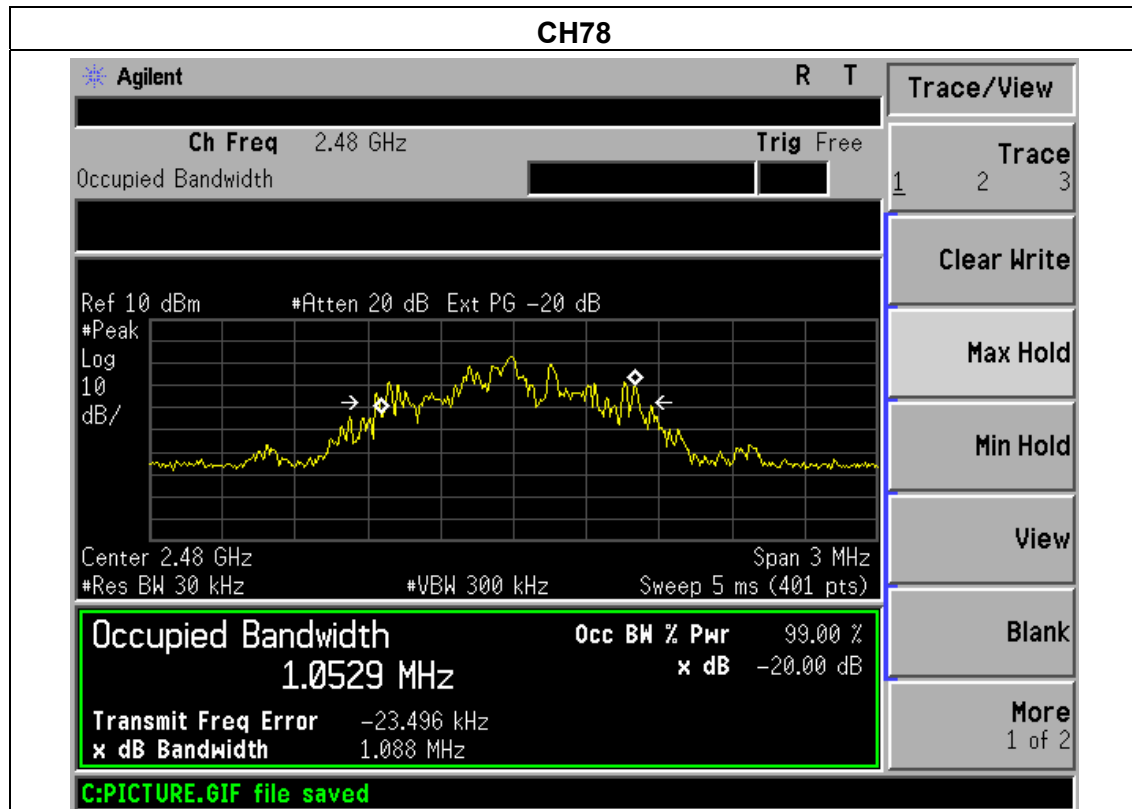 CH78
Agilent R T
Trace/View
Ch Freq 2.48 GHz Trig Free
Occupied Bandwidth
Trace
1 2 3
Clear Write
Ref 10 dBm #Atten 20 dB Ext PG -20 dB
#Peak
Log
10
dB/
Max Hold
Min Hold
View
Center 2.48 GHz Span 3 MHz
#Res BW 30 kHz #VBW 300 kHz Sweep 5 ms (401 pts)
Occupied Bandwidth Occ BW % Pwr 99.00 %
1.0529 MHz x dB -20.00 dB
Blank
Transmit Freq Error -23.496 kHz
x dB Bandwidth 1.088 MHz
More
1 of 2
C:PICTURE.GIF file saved